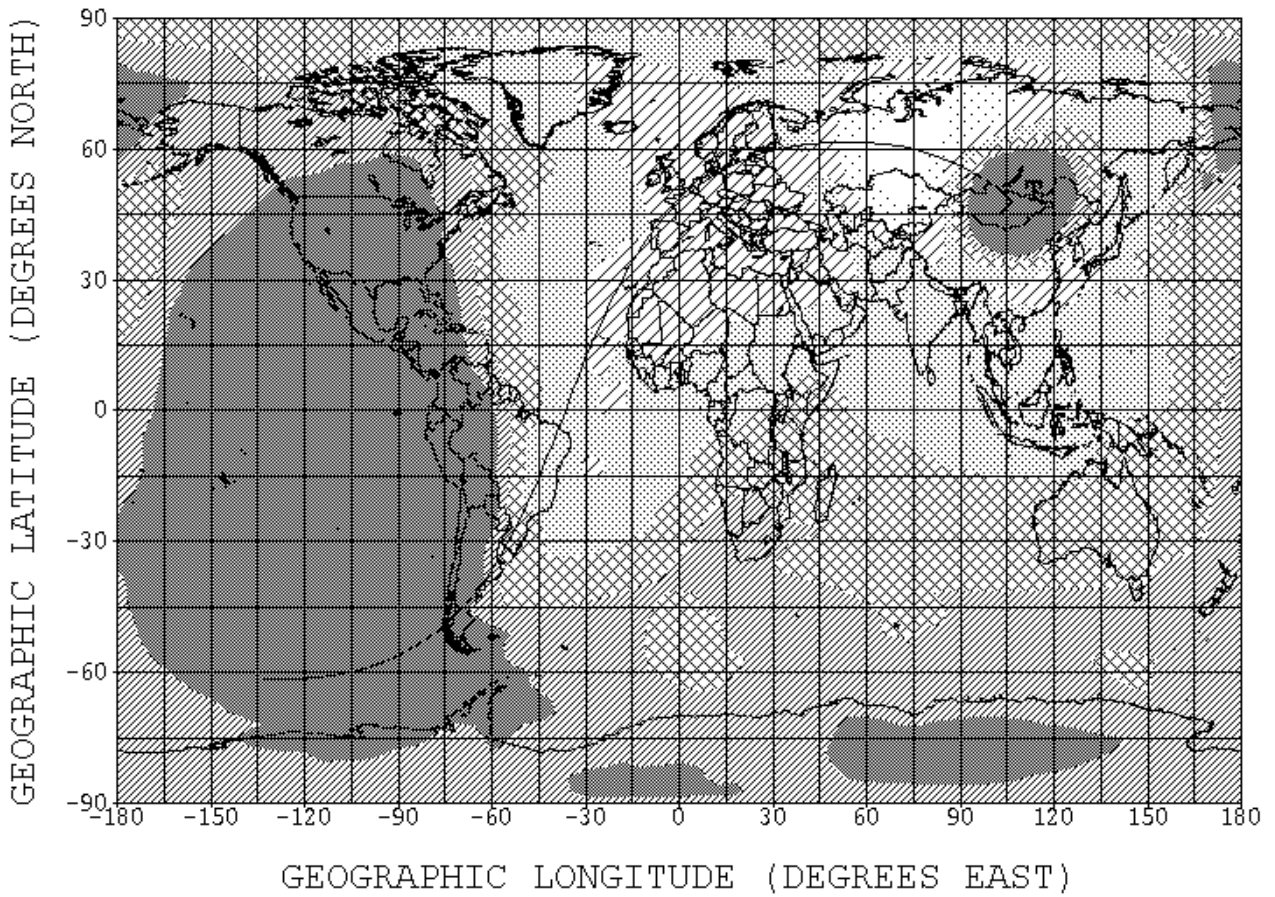 GEOGRAPHIC LATITUDE (DEGREES NORTH)
90
60
30
0
-30
-60
-90
-180 -150 -120 -90 -60 -30 0 30 60 90 120 150 180
GEOGRAPHIC LONGITUDE (DEGREES EAST)